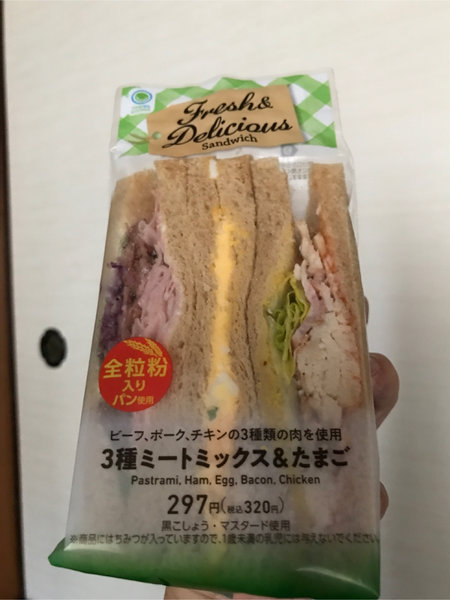 Fresh&
Delicious
Sandwich
全粒粉
入り
パン使用
ビーフ、ポーク、チキンの3種類の肉を使用
3種ミートミックス&たまご
Pastrami, Ham, Egg, Bacon, Chicken
297円(税込320円)
黒こしょう・マスタード使用
※商品にはちみつが入っていますので、1歳未満の乳児には与えないでください。